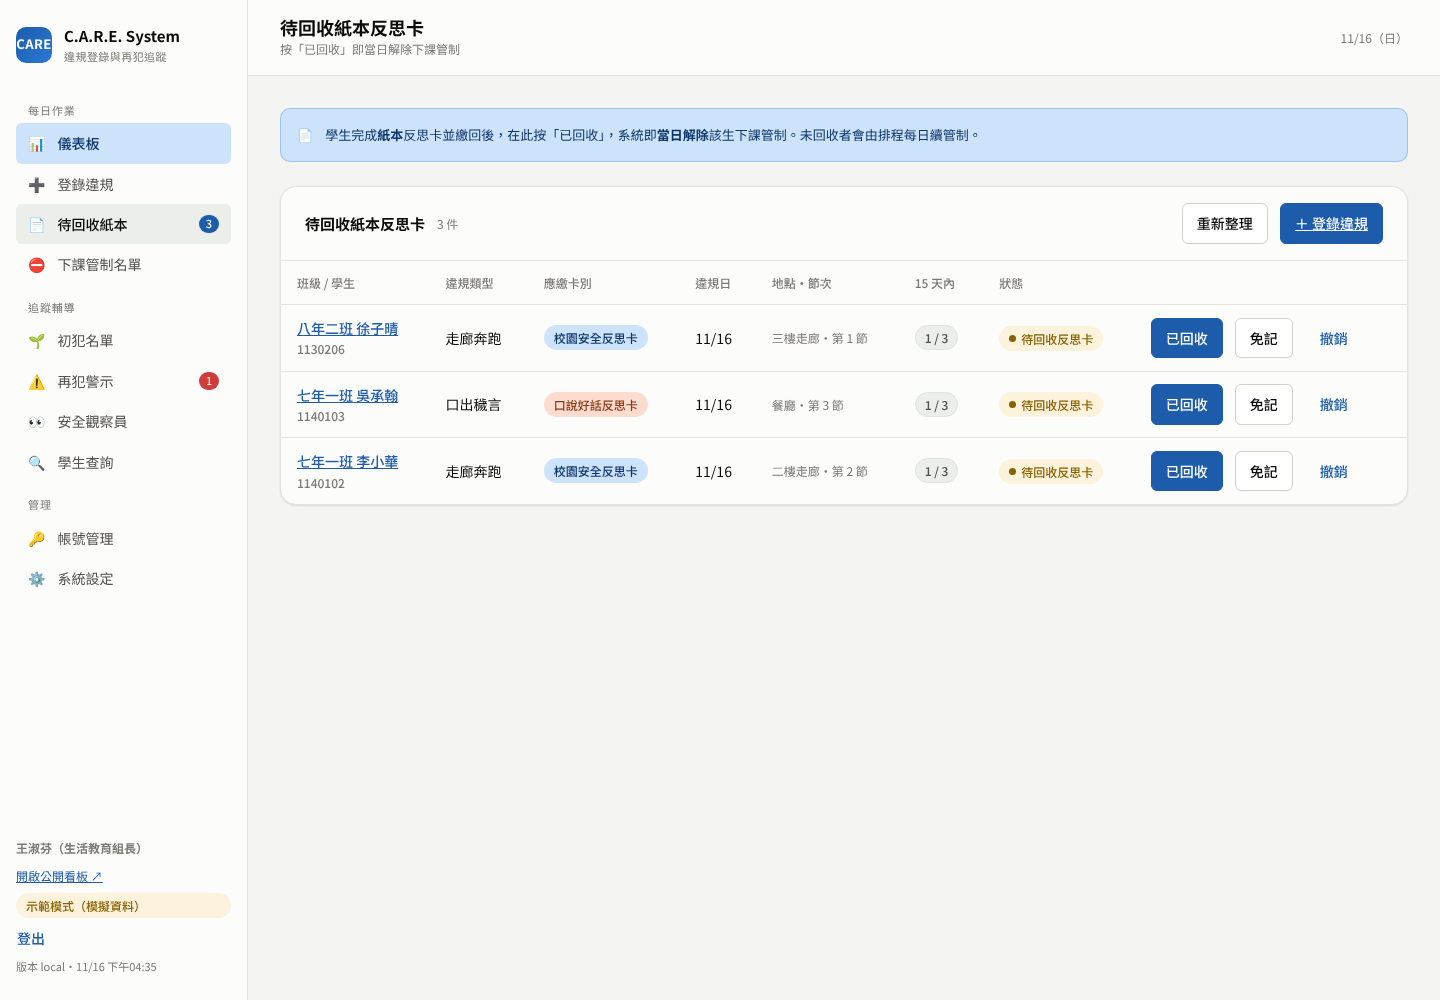 CARE
C.A.R.E. System
違規登錄與再犯追蹤
每日作業
儀表板
登錄違規
待回收紙本 3
下課管制名單
追蹤輔導
初犯名單
再犯警示 1
安全觀察員
學生查詢
管理
帳號管理
系統設定
王淑芬（生活教育組長）
開啟公開看板 ↗
示範模式（模擬資料）
登出
版本 local・11/16 下午04:35
待回收紙本反思卡
按「已回收」即當日解除下課管制
11/16（日）
學生完成紙本反思卡並繳回後，在此按「已回收」，系統即當日解除該生下課管制。未回收者會由排程每日續管制。
待回收紙本反思卡 3 件
重新整理
＋ 登錄違規
班級 / 學生 違規類型 應繳卡別 違規日 地點・節次 15 天內 狀態
八年二班 徐子晴
1130206
走廊奔跑 校園安全反思卡 11/16 三樓走廊・第 1 節 1 / 3 待回收反思卡 已回收 免記 撤銷
七年一班 吳承翰
1140103
口出穢言 口說好話反思卡 11/16 餐廳・第 3 節 1 / 3 待回收反思卡 已回收 免記 撤銷
七年一班 李小華
1140102
走廊奔跑 校園安全反思卡 11/16 二樓走廊・第 2 節 1 / 3 待回收反思卡 已回收 免記 撤銷